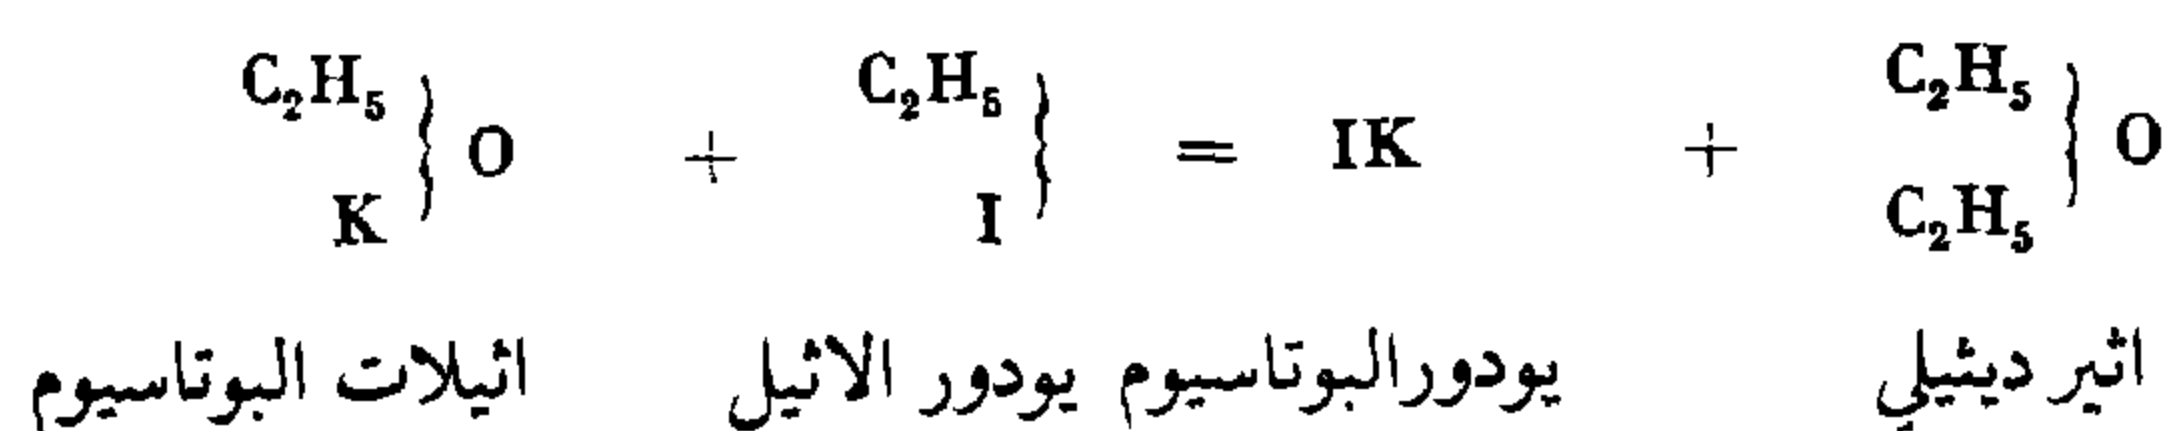 C₂H₅ } O + C₂H₅ } = IK + C₂H₅ } O
K I C₂H₅
اثير ديثيلي يودورالبوتاسيوم يودور الاثيل اثيلات البوتاسيوم